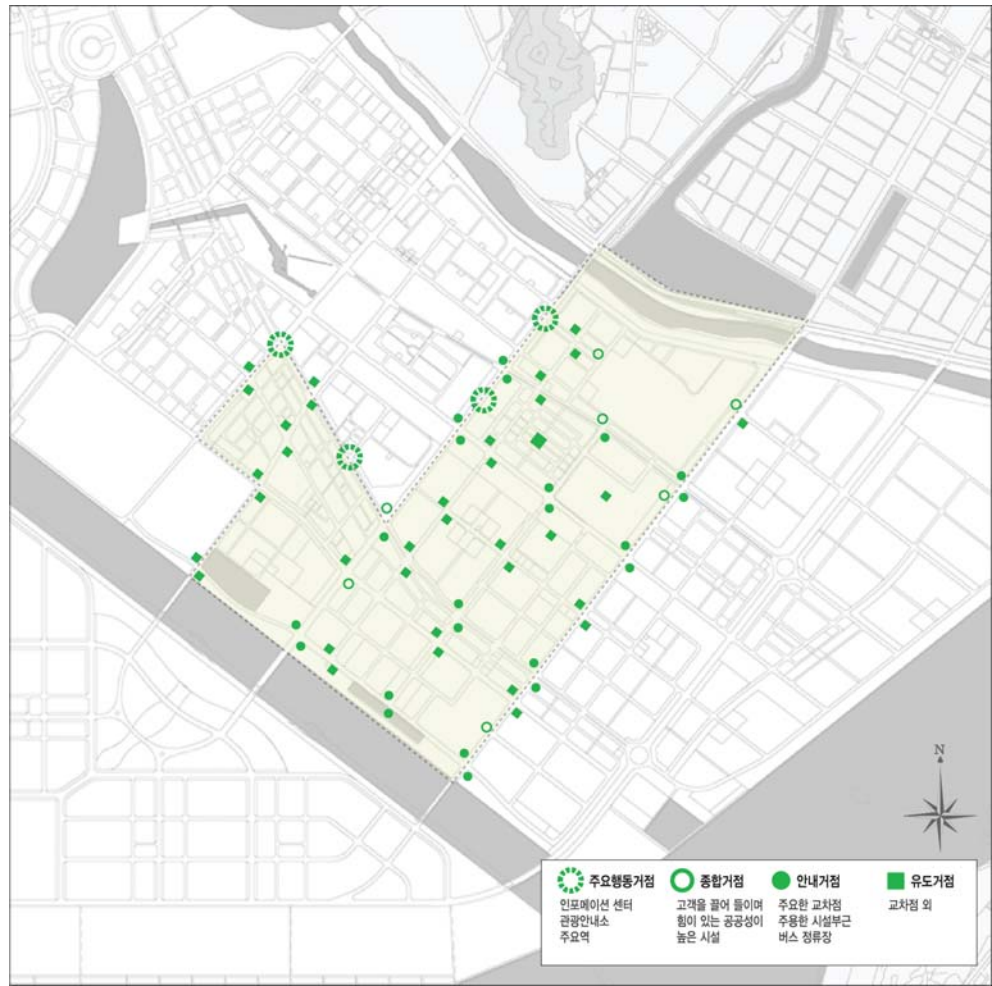 N
주요행동거점
인포메이션 센터
관광안내소
주요역
종합거점
고객을 끌어 들이며
힘이 있는 공공성이
높은 시설
안내거점
주요한 교차점
주용한 시설부근
버스 정류장
유도거점
교차점 외